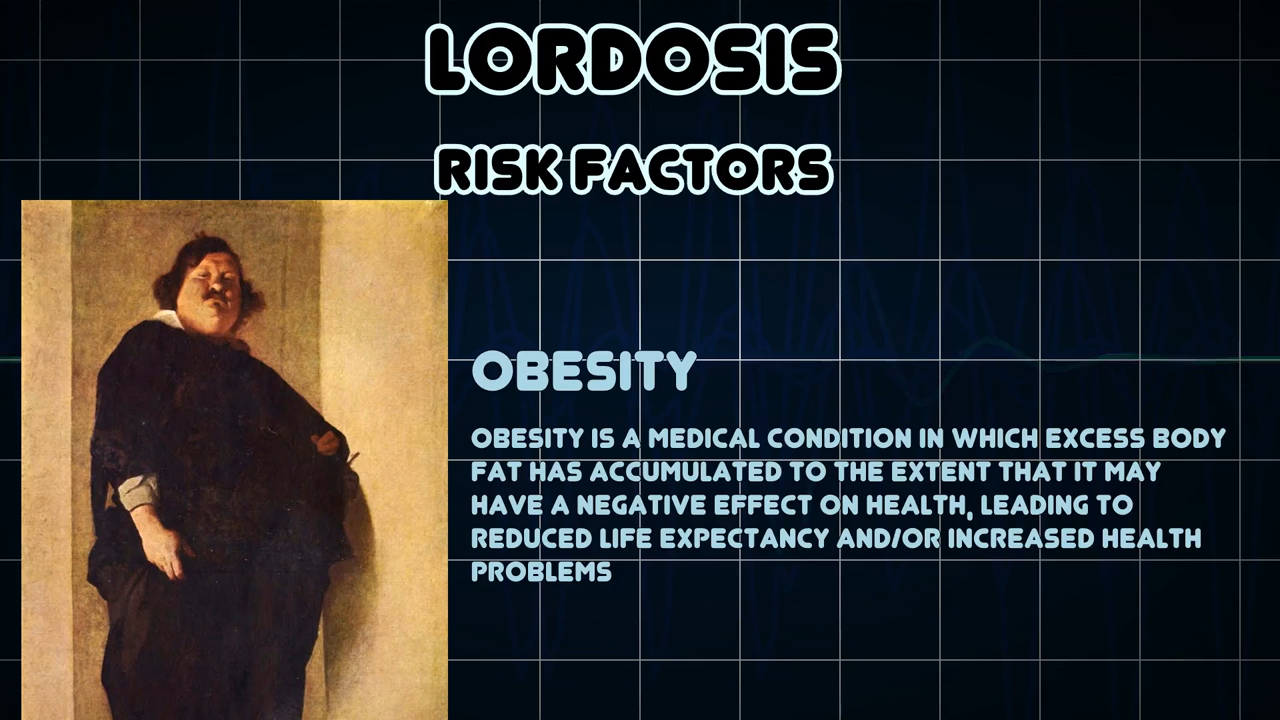 LORDOSIS
RISK FACTORS
OBESITY
OBESITY IS A MEDICAL CONDITION IN WHICH EXCESS BODY
FAT HAS ACCUMULATED TO THE EXTENT THAT IT MAY
HAVE A NEGATIVE EFFECT ON HEALTH, LEADING TO
REDUCED LIFE EXPECTANCY AND/OR INCREASED HEALTH
PROBLEMS